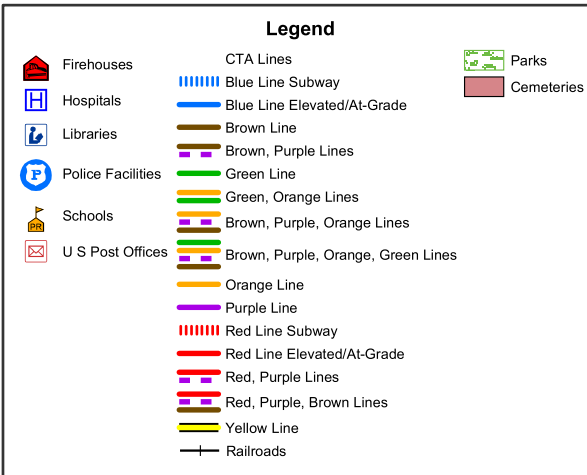 Legend
Firehouses
Hospitals
Libraries
P
Police Facilities
PR
Schools
U S Post Offices
CTA Lines
Blue Line Subway
Blue Line Elevated/At-Grade
Brown Line
Brown, Purple Lines
Green Line
Green, Orange Lines
Brown, Purple, Orange Lines
Brown, Purple, Orange, Green Lines
Orange Line
Purple Line
Red Line Subway
Red Line Elevated/At-Grade
Red, Purple Lines
Red, Purple, Brown Lines
Yellow Line
Railroads
Parks
Cemeteries